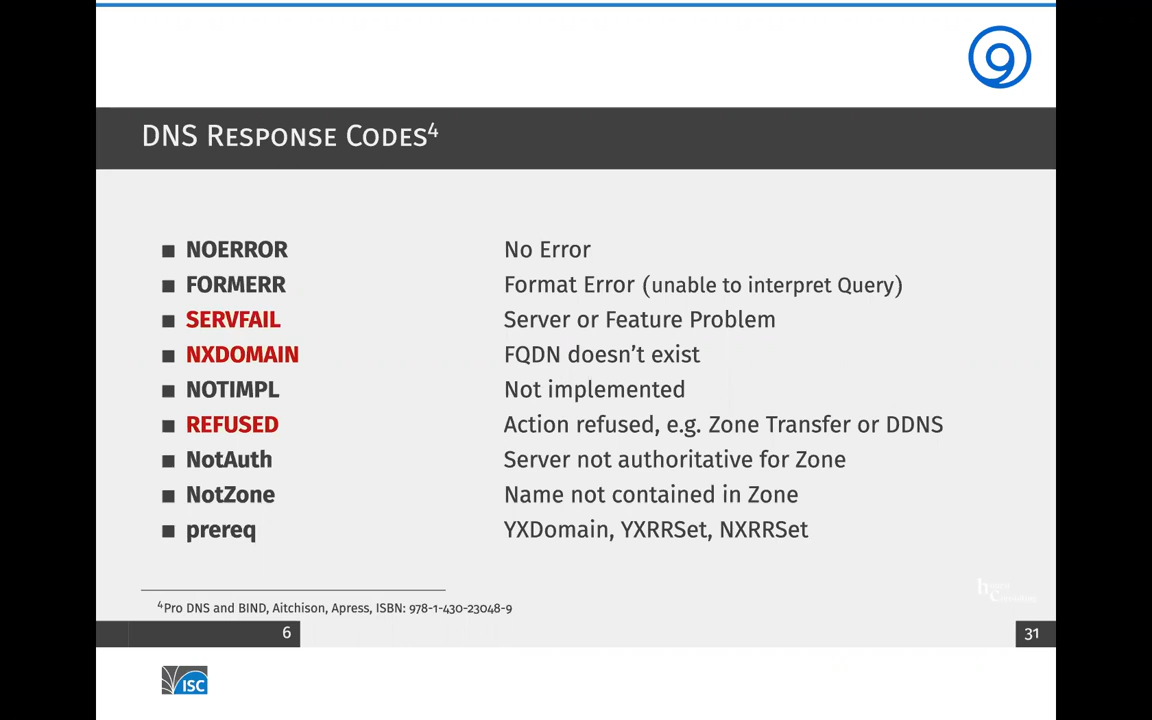 DNS Response Codes4
■ NOERROR No Error
■ FORMERR Format Error (unable to interpret Query)
■ SERVFAIL Server or Feature Problem
■ NXDOMAIN FQDN doesn't exist
■ NOTIMPL Not implemented
■ REFUSED Action refused, e.g. Zone Transfer or DDNS
■ NotAuth Server not authoritative for Zone
■ NotZone Name not contained in Zone
■ prereq YXDomain, YXRRSet, NXRRSet
4Pro DNS and BIND, Aitchison, Apress, ISBN: 978-1-430-23048-9
6 31
ISC